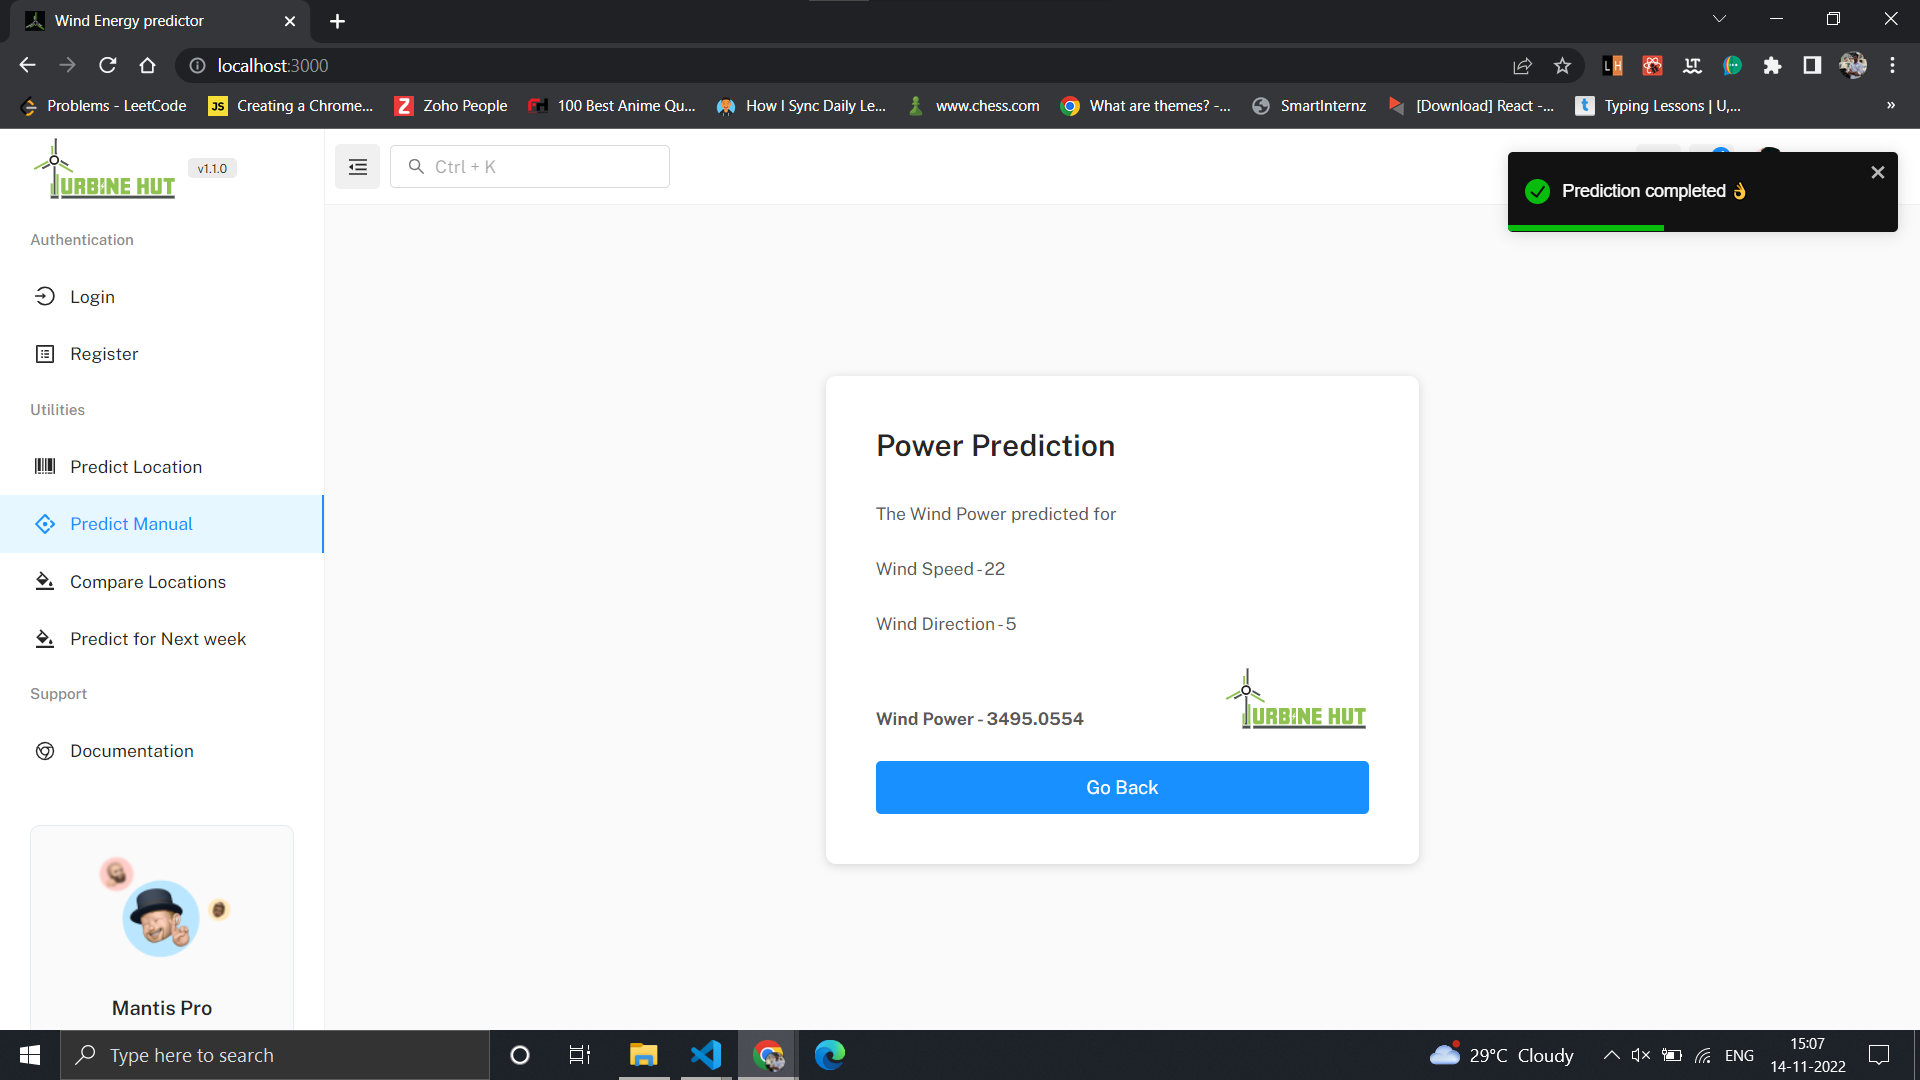 Wind Energy predictor
localhost:3000
Problems - LeetCode
JS
Creating a Chrome...
Z
Zoho People
100 Best Anime Qu...
How I Sync Daily Le...
www.chess.com
What are themes? -...
SmartInternz
[Download] React -...
t
Typing Lessons | U,...
»
TURBINE HUT
v1.1.0
Ctrl + K
Prediction completed 👌
Authentication
Login
Register
Utilities
Predict Location
Predict Manual
Compare Locations
Predict for Next week
Support
Documentation
Mantis Pro
Power Prediction
The Wind Power predicted for
Wind Speed - 22
Wind Direction - 5
Wind Power - 3495.0554
TURBINE HUT
Go Back
Type here to search
29°C Cloudy
ENG
15:07
14-11-2022